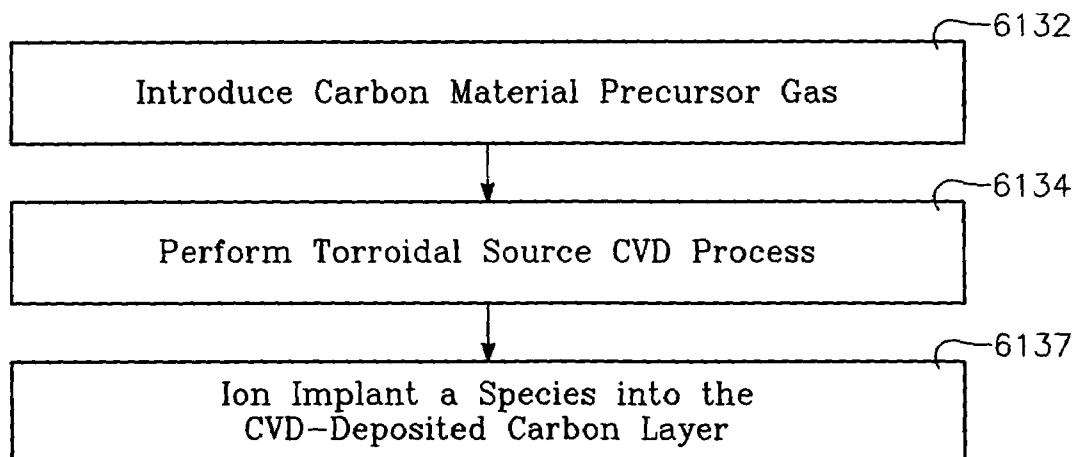 6132
Introduce Carbon Material Precursor Gas
6134
Perform Torroidal Source CVD Process
6137
Ion Implant a Species into the
CVD-Deposited Carbon Layer